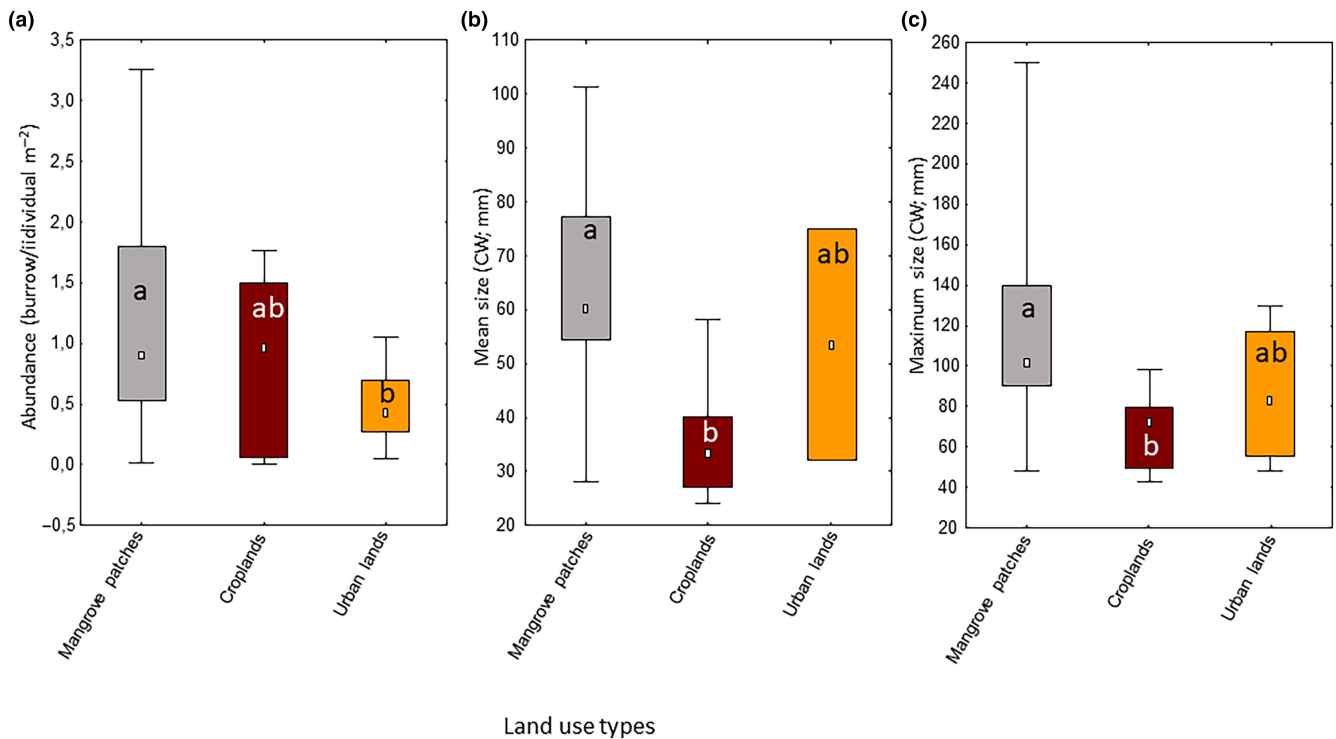 (a)
Abundance (burrow/iidividual m⁻²)
3,5
3,0
2,5
2,0
1,5
1,0
0,5
0,0
–0,5
a
ab
b
Mangrove patches
Croplands
Urban lands
(b)
Mean size (CW; mm)
110
100
90
80
70
60
50
40
30
20
a
b
ab
Mangrove patches
Croplands
Urban lands
(c)
Maximum size (CW; mm)
260
240
220
200
180
160
140
120
100
80
60
40
20
a
b
ab
Mangrove patches
Croplands
Urban lands
Land use types